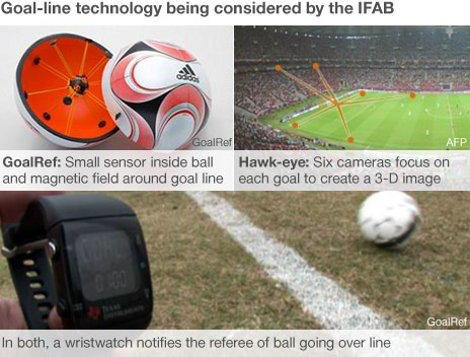 Goal-line technology being considered by the IFAB
adidas
GoalRef
GoalRef: Small sensor inside ball
and magnetic field around goal line
AFP
Hawk-eye: Six cameras focus on
each goal to create a 3-D image
GOAL
TEXAS
INSTRUMENTS
GoalRef
In both, a wristwatch notifies the referee of ball going over line